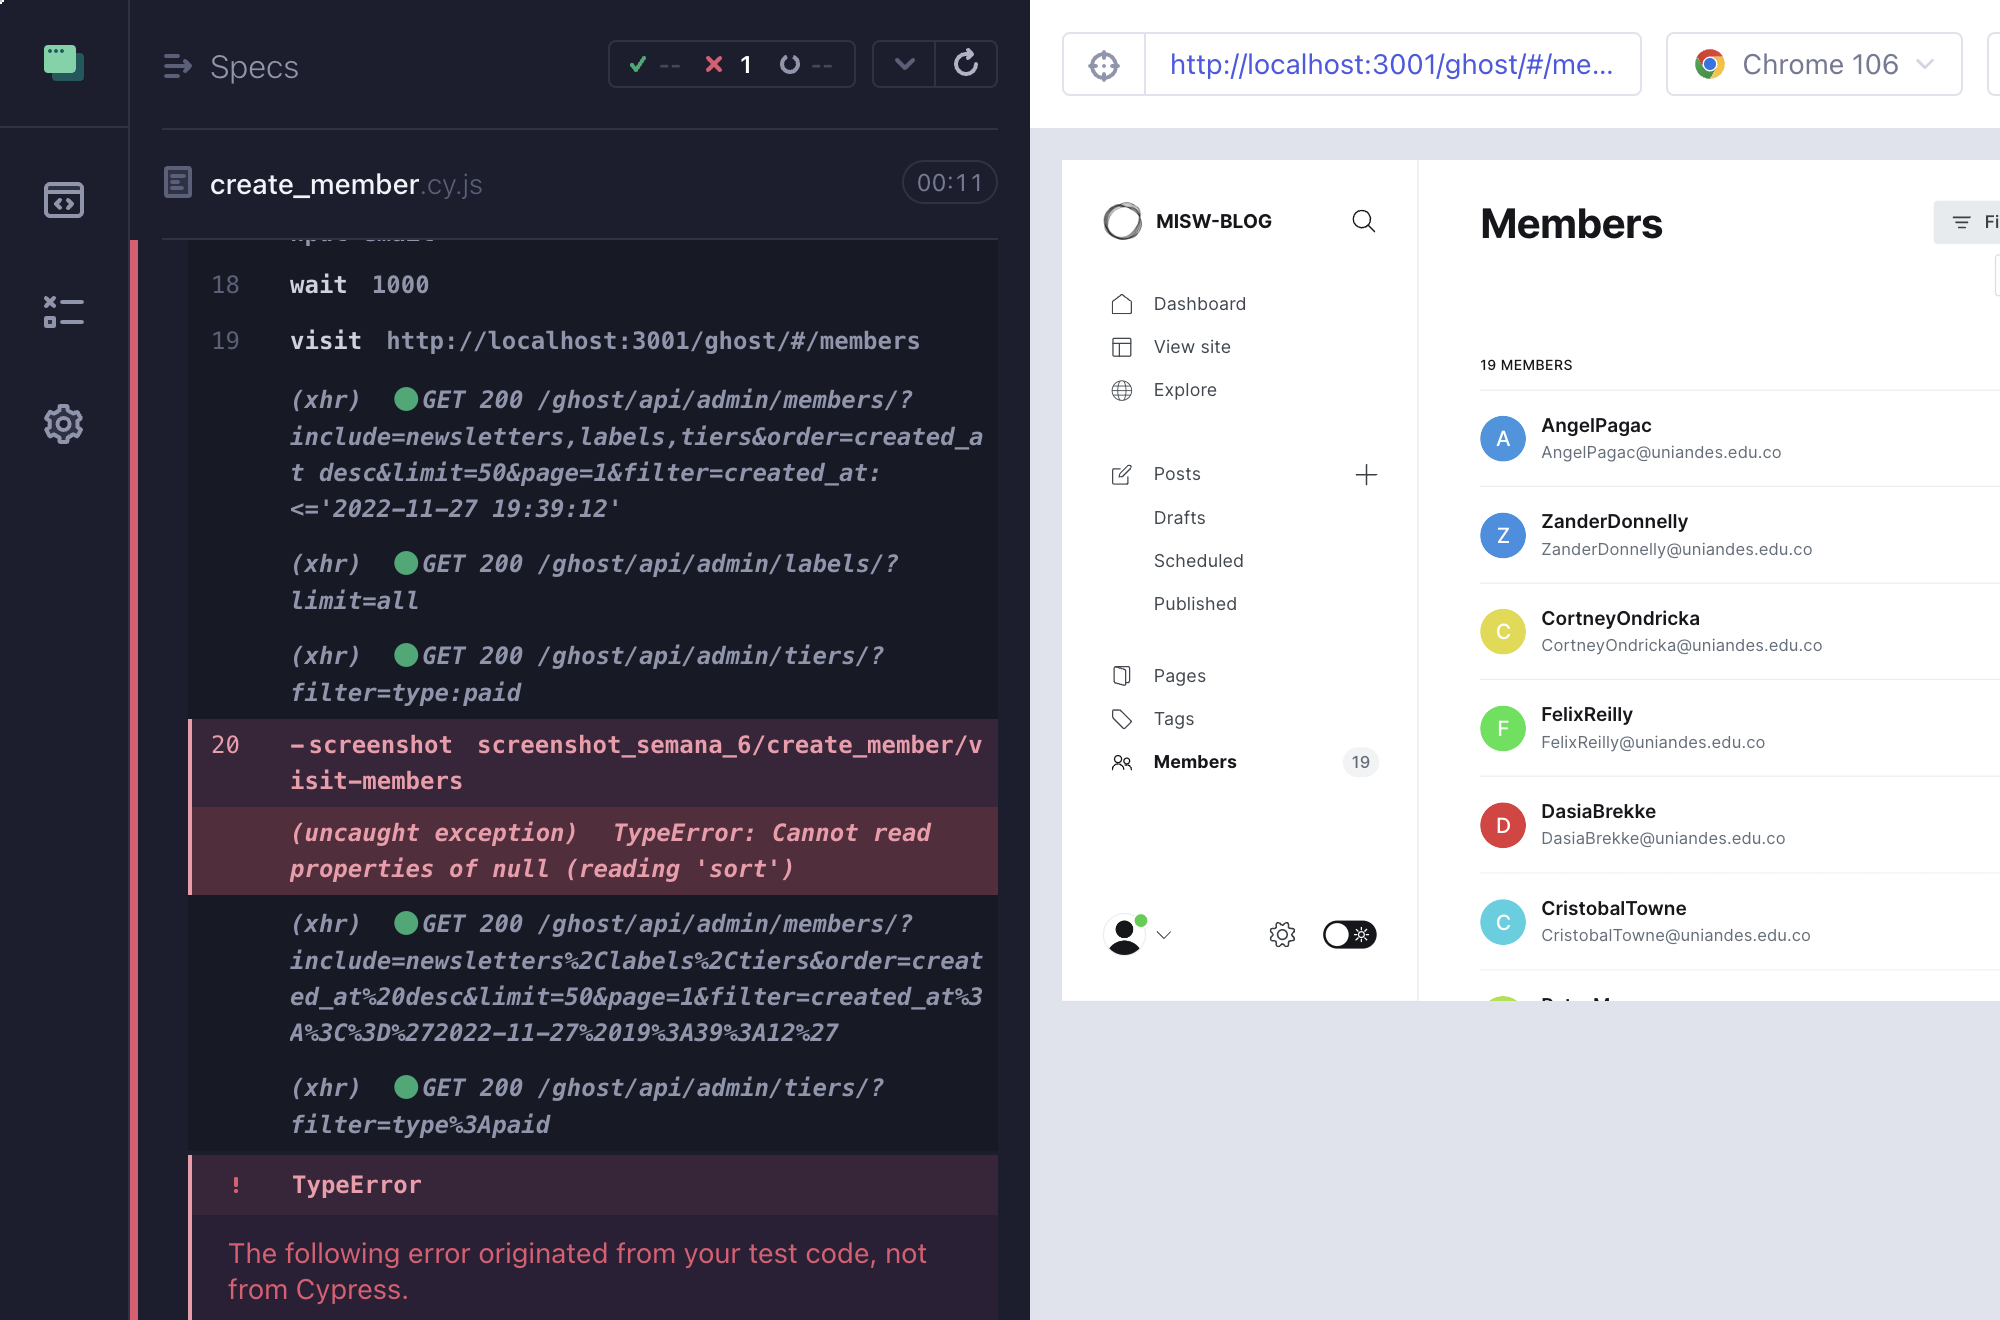 Specs
-- 1 --
create_member.cy.js
00:11
18 wait 1000
19 visit http://localhost:3001/ghost/#/members
(xhr) GET 200 /ghost/api/admin/members/?
include=newsletters,labels,tiers&order=created_a
t desc&limit=50&page=1&filter=created_at:
<='2022-11-27 19:39:12'
(xhr) GET 200 /ghost/api/admin/labels/?
limit=all
(xhr) GET 200 /ghost/api/admin/tiers/?
filter=type:paid
20 -screenshot screenshot_semana_6/create_member/v
isit-members
(uncaught exception) TypeError: Cannot read
properties of null (reading 'sort')
(xhr) GET 200 /ghost/api/admin/members/?
include=newsletters%2Clabels%2Ctiers&order=creat
ed_at%20desc&limit=50&page=1&filter=created_at%3
A%3C%3D%272022-11-27%2019%3A39%3A12%27
(xhr) GET 200 /ghost/api/admin/tiers/?
filter=type%3Apaid
! TypeError
The following error originated from your test code, not
from Cypress.
http://localhost:3001/ghost/#/me...
Chrome 106
MISW-BLOG
Dashboard
View site
Explore
Posts
Drafts
Scheduled
Published
Pages
Tags
Members 19
Members
Fi
19 MEMBERS
A
AngelPagac
AngelPagac@uniandes.edu.co
Z
ZanderDonnelly
ZanderDonnelly@uniandes.edu.co
C
CortneyOndricka
CortneyOndricka@uniandes.edu.co
F
FelixReilly
FelixReilly@uniandes.edu.co
D
DasiaBrekke
DasiaBrekke@uniandes.edu.co
C
CristobalTowne
CristobalTowne@uniandes.edu.co